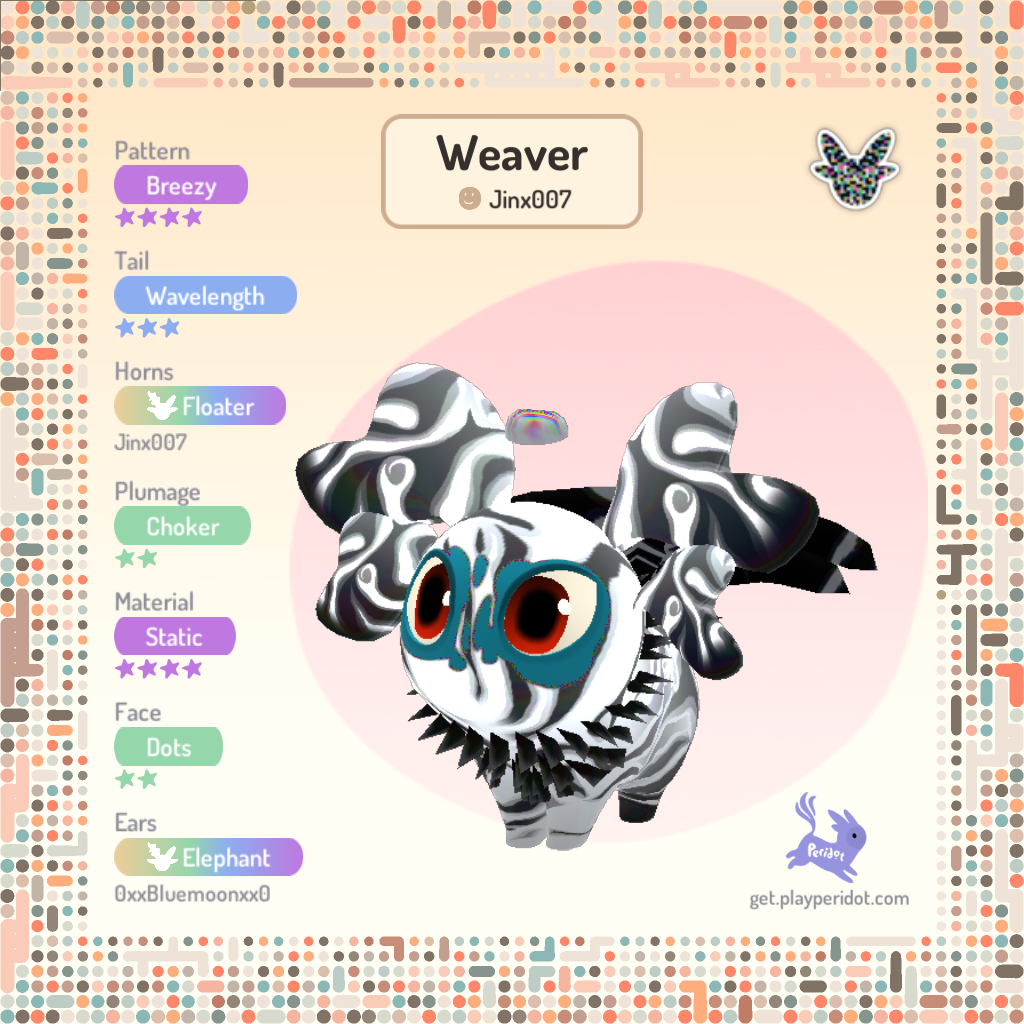 Weaver
Jinx007
Pattern
Breezy
Tail
Wavelength
Horns
Floater
Jinx007
Plumage
Choker
Material
Static
Face
Dots
Ears
Elephant
0xxBluemoonxx0
Peridot
get.playperidot.com